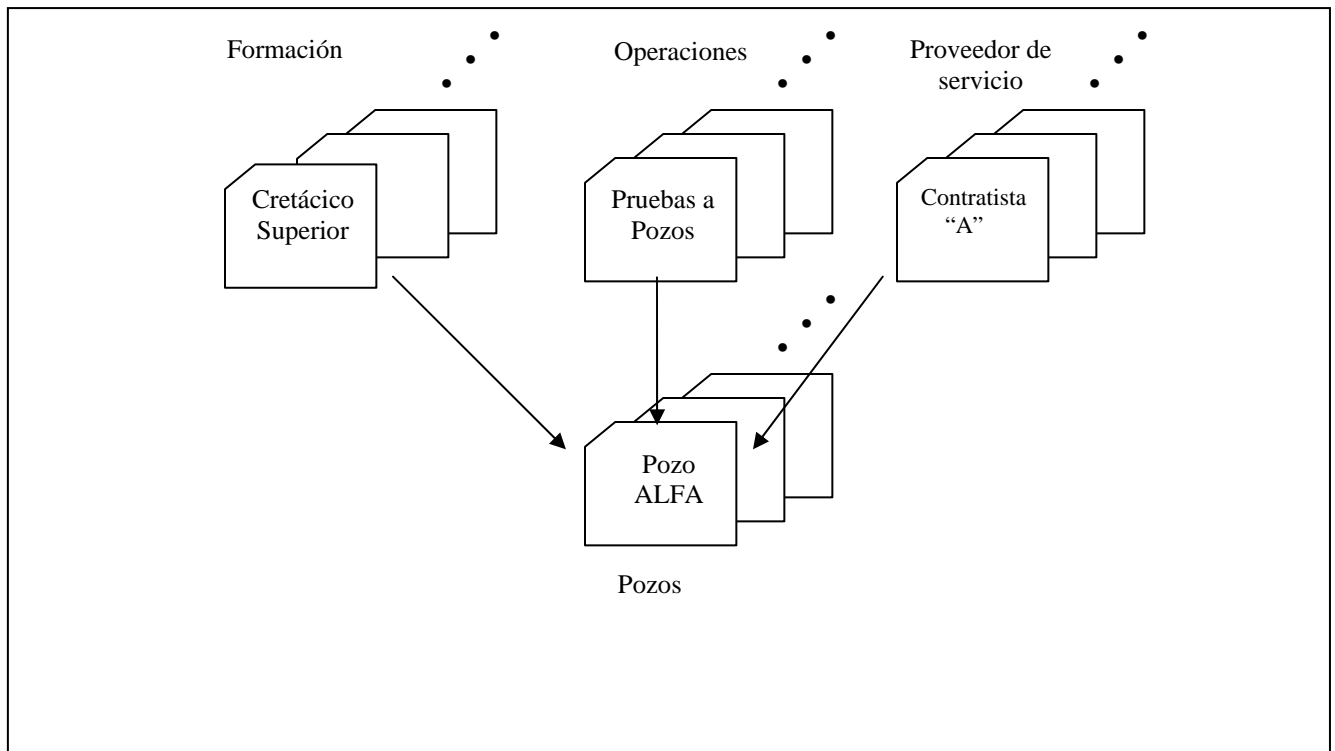 Formación
Operaciones
Proveedor de
servicio
Cretácico
Superior
Pruebas a
Pozos
Contratista
“A”
Pozo
ALFA
Pozos